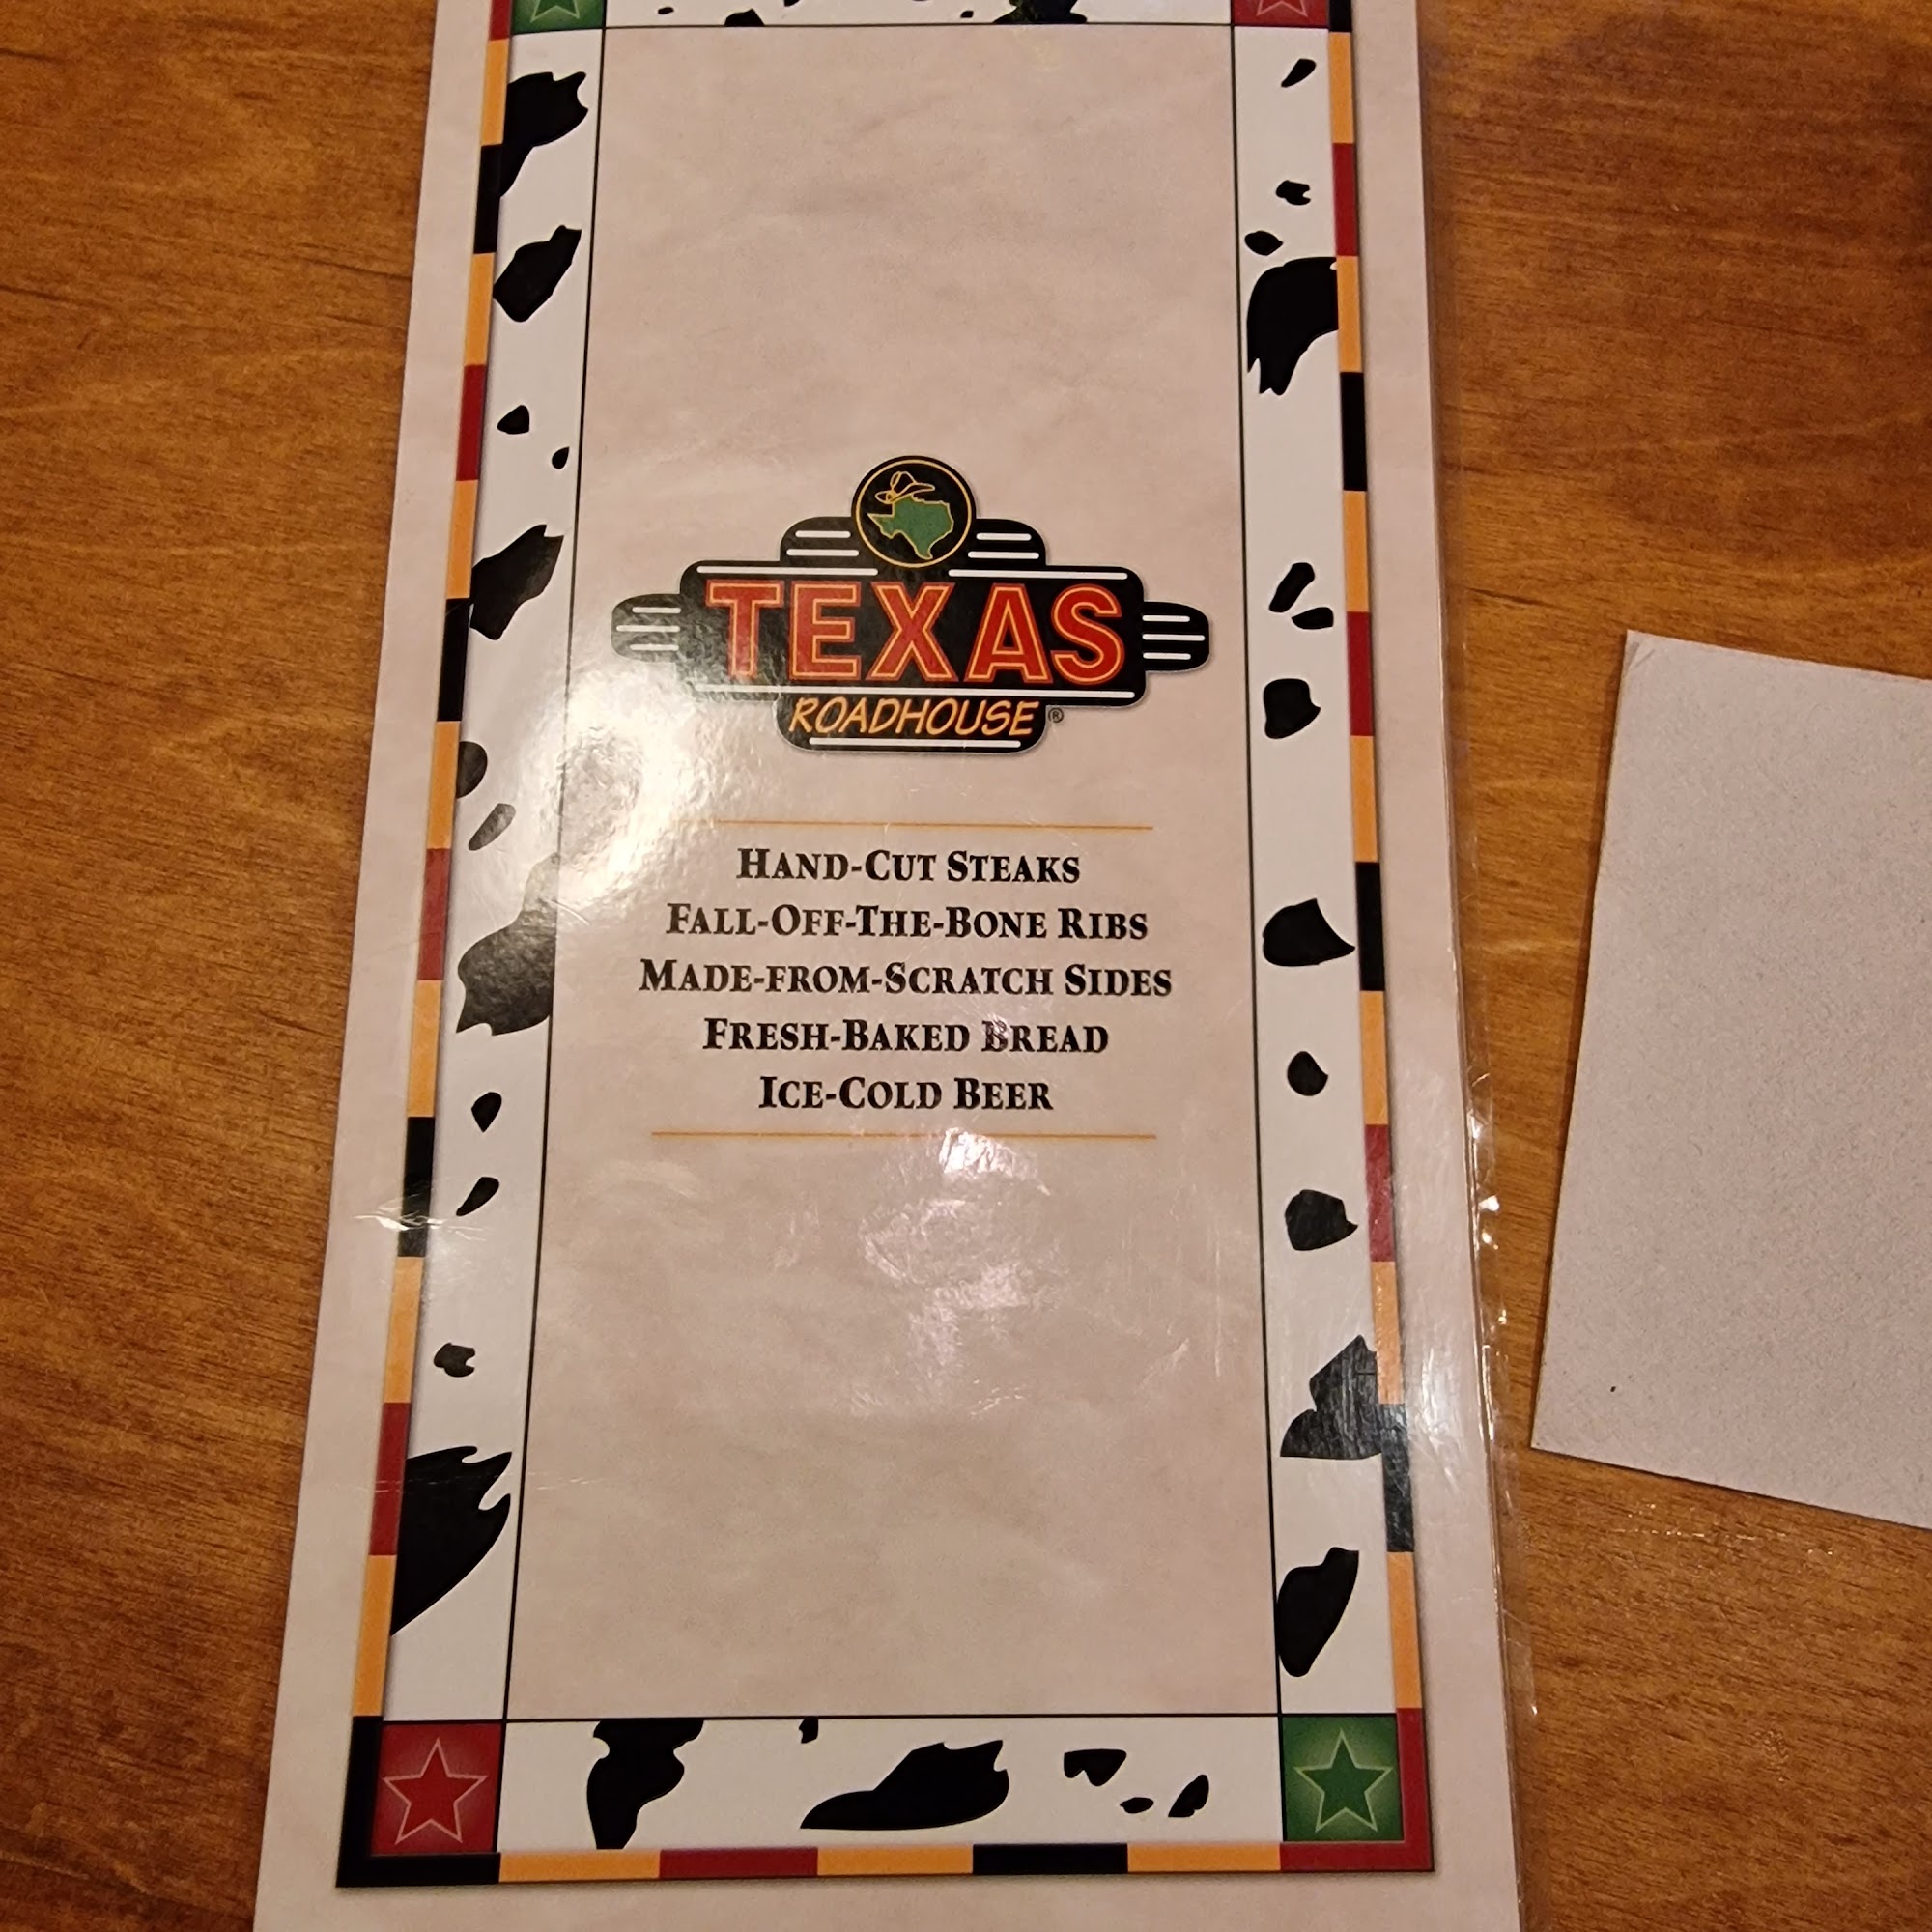 TEXAS
ROADHOUSE®
HAND-CUT STEAKS
FALL-OFF-THE-BONE RIBS
MADE-FROM-SCRATCH SIDES
FRESH-BAKED BREAD
ICE-COLD BEER